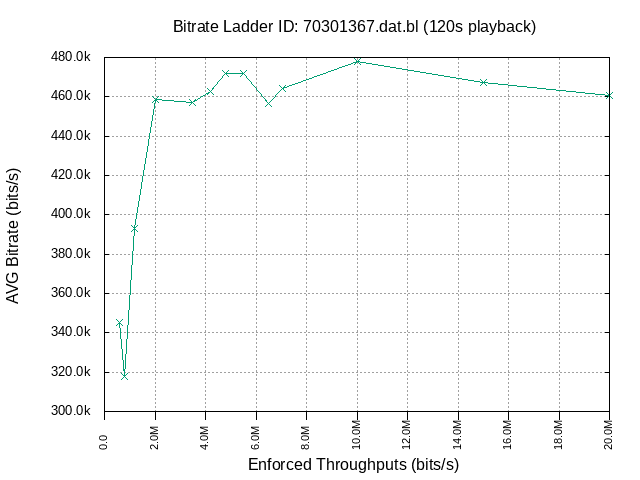 Bitrate Ladder ID: 70301367.dat.bl (120s playback)
480.0k
460.0k
440.0k
420.0k
400.0k
380.0k
360.0k
340.0k
320.0k
300.0k
AVG Bitrate (bits/s)
0.0 2.0M 4.0M 6.0M 8.0M 10.0M 12.0M 14.0M 16.0M 18.0M 20.0M
Enforced Throughputs (bits/s)